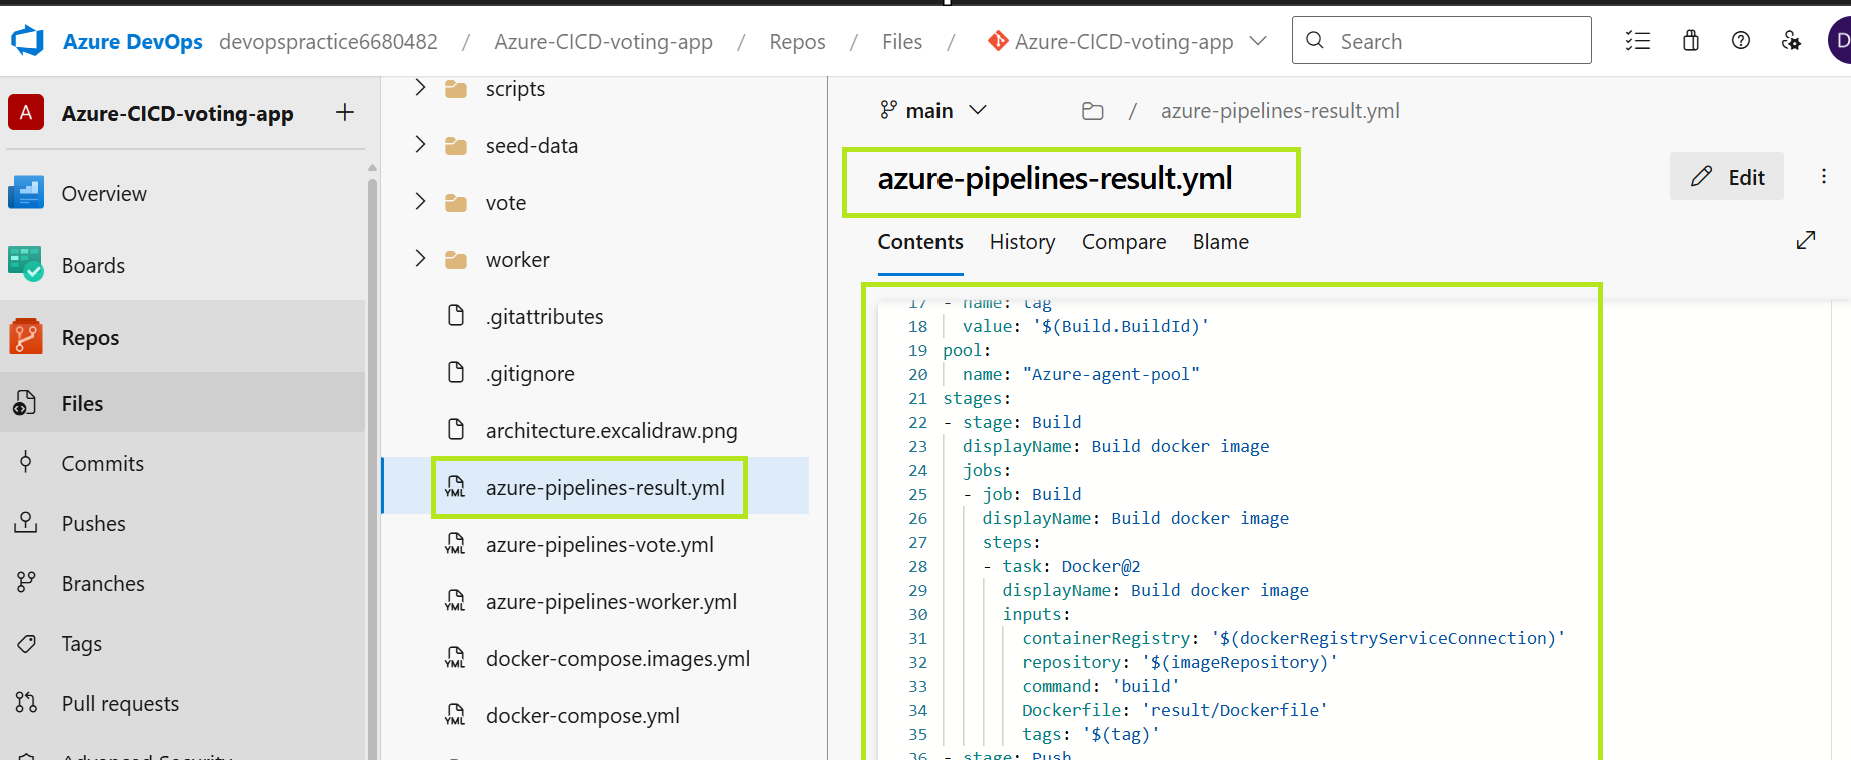 Azure DevOps devopspractice6680482 / Azure-CICD-voting-app / Repos / Files / Azure-CICD-voting-app Search D
A Azure-CICD-voting-app +
Overview
Boards
Repos
Files
Commits
Pushes
Branches
Tags
Pull requests
Advanced Security
scripts
seed-data
vote
worker
.gitattributes
.gitignore
architecture.excalidraw.png
YML azure-pipelines-result.yml
YML azure-pipelines-vote.yml
YML azure-pipelines-worker.yml
YML docker-compose.images.yml
YML docker-compose.yml
main / azure-pipelines-result.yml
azure-pipelines-result.yml
Edit
Contents History Compare Blame
17 - name: tag
18 value: '$(Build.BuildId)'
19 pool:
20 name: "Azure-agent-pool"
21 stages:
22 - stage: Build
23 displayName: Build docker image
24 jobs:
25 - job: Build
26 displayName: Build docker image
27 steps:
28 - task: Docker@2
29 displayName: Build docker image
30 inputs:
31 containerRegistry: '$(dockerRegistryServiceConnection)'
32 repository: '$(imageRepository)'
33 command: 'build'
34 Dockerfile: 'result/Dockerfile'
35 tags: '$(tag)'
36 - stage: Push